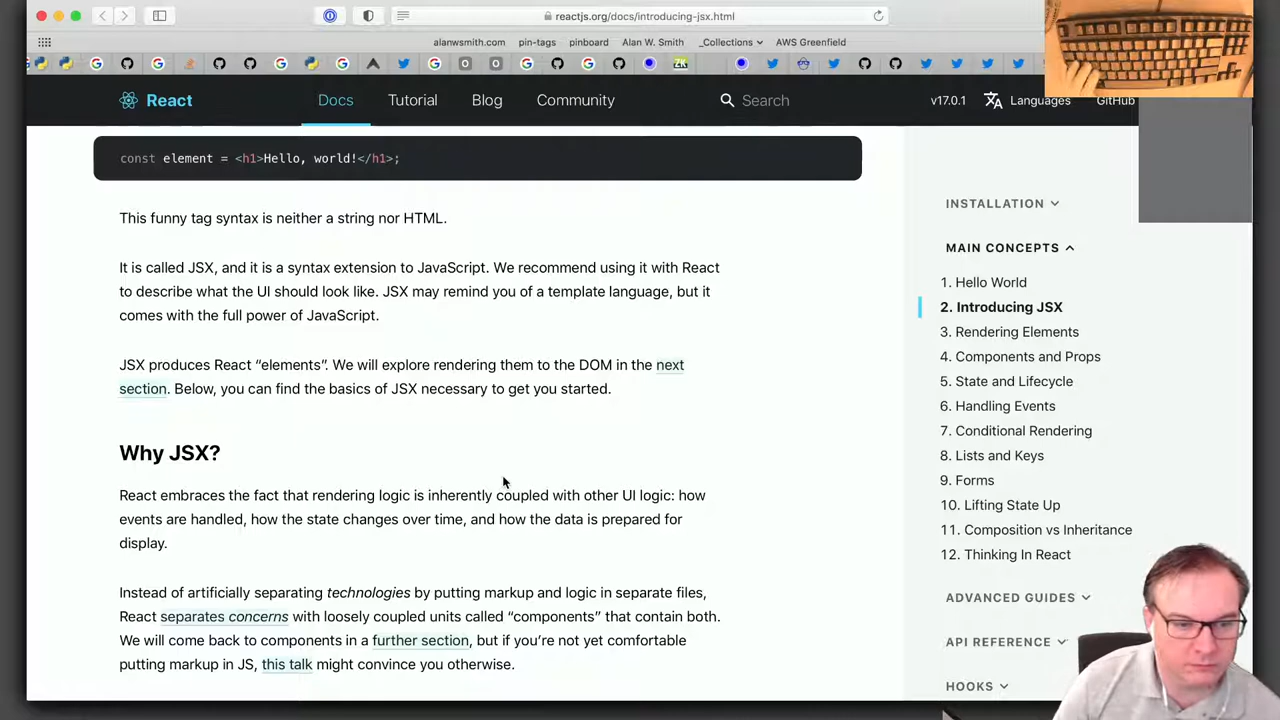 reactjs.org/docs/introducing-jsx.html
alanwsmith.com pin-tags pinboard Alan W. Smith _Collections AWS Greenfield
React Docs Tutorial Blog Community Search v17.0.1 Languages GitHub
const element = <h1>Hello, world!</h1>;
This funny tag syntax is neither a string nor HTML.
It is called JSX, and it is a syntax extension to JavaScript. We recommend using it with React
to describe what the UI should look like. JSX may remind you of a template language, but it
comes with the full power of JavaScript.
JSX produces React “elements”. We will explore rendering them to the DOM in the next
section. Below, you can find the basics of JSX necessary to get you started.
Why JSX?
React embraces the fact that rendering logic is inherently coupled with other UI logic: how
events are handled, how the state changes over time, and how the data is prepared for
display.
Instead of artificially separating technologies by putting markup and logic in separate files,
React separates concerns with loosely coupled units called “components” that contain both.
We will come back to components in a further section, but if you’re not yet comfortable
putting markup in JS, this talk might convince you otherwise.
INSTALLATION
MAIN CONCEPTS
1. Hello World
2. Introducing JSX
3. Rendering Elements
4. Components and Props
5. State and Lifecycle
6. Handling Events
7. Conditional Rendering
8. Lists and Keys
9. Forms
10. Lifting State Up
11. Composition vs Inheritance
12. Thinking In React
ADVANCED GUIDES
API REFERENCE
HOOKS